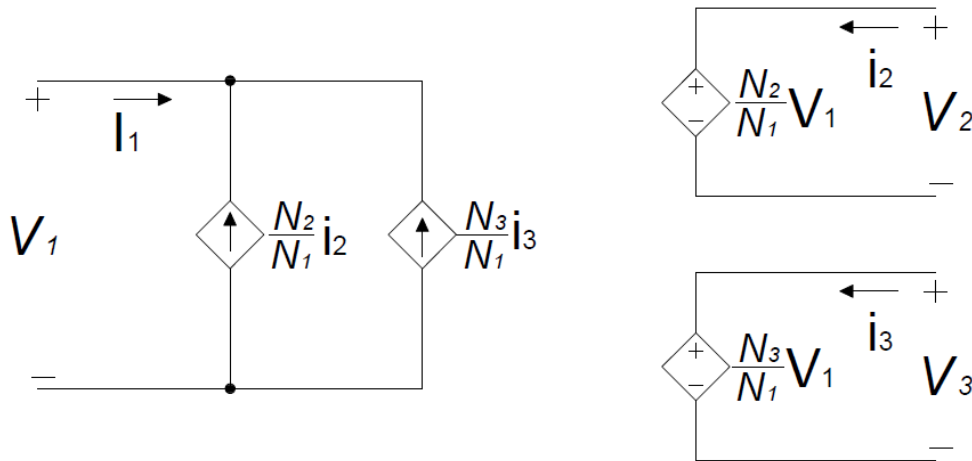 +
I1
V1
N2/N1 i2
N3/N1 i3
−
+
i2
+
−
N2/N1 V1
V2
−
+
i3
+
−
N3/N1 V1
V3
−